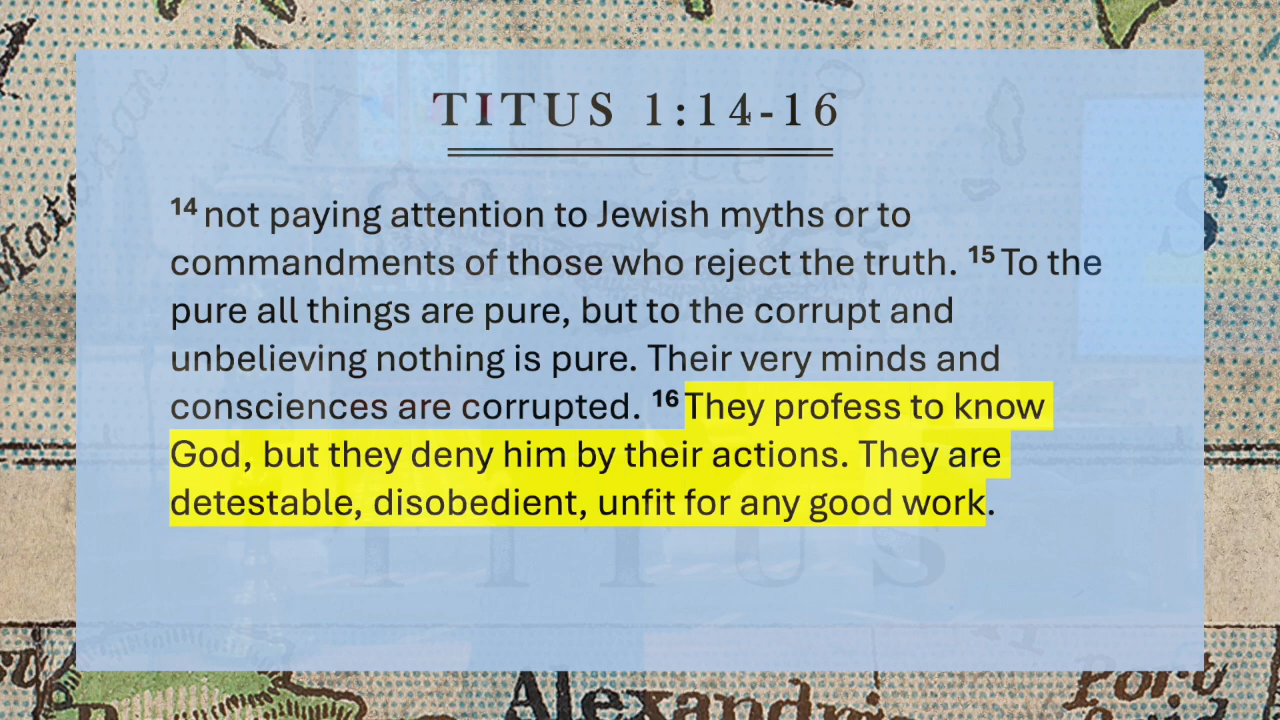 TITUS 1:14-16
14 not paying attention to Jewish myths or to
commandments of those who reject the truth. 15 To the
pure all things are pure, but to the corrupt and
unbelieving nothing is pure. Their very minds and
consciences are corrupted. 16 They profess to know
God, but they deny him by their actions. They are
detestable, disobedient, unfit for any good work.
TITUS